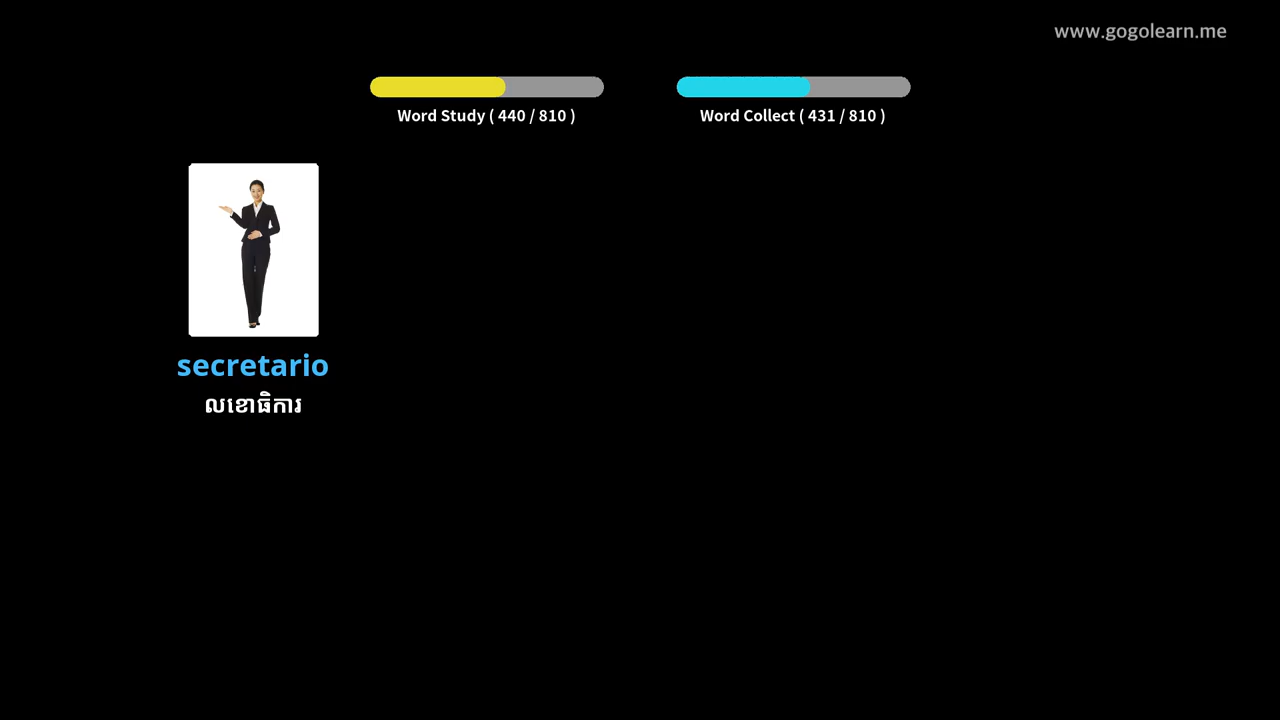 www.gogolearn.me
Word Study ( 440 / 810 )
Word Collect ( 431 / 810 )
secretario
លខោធិការ